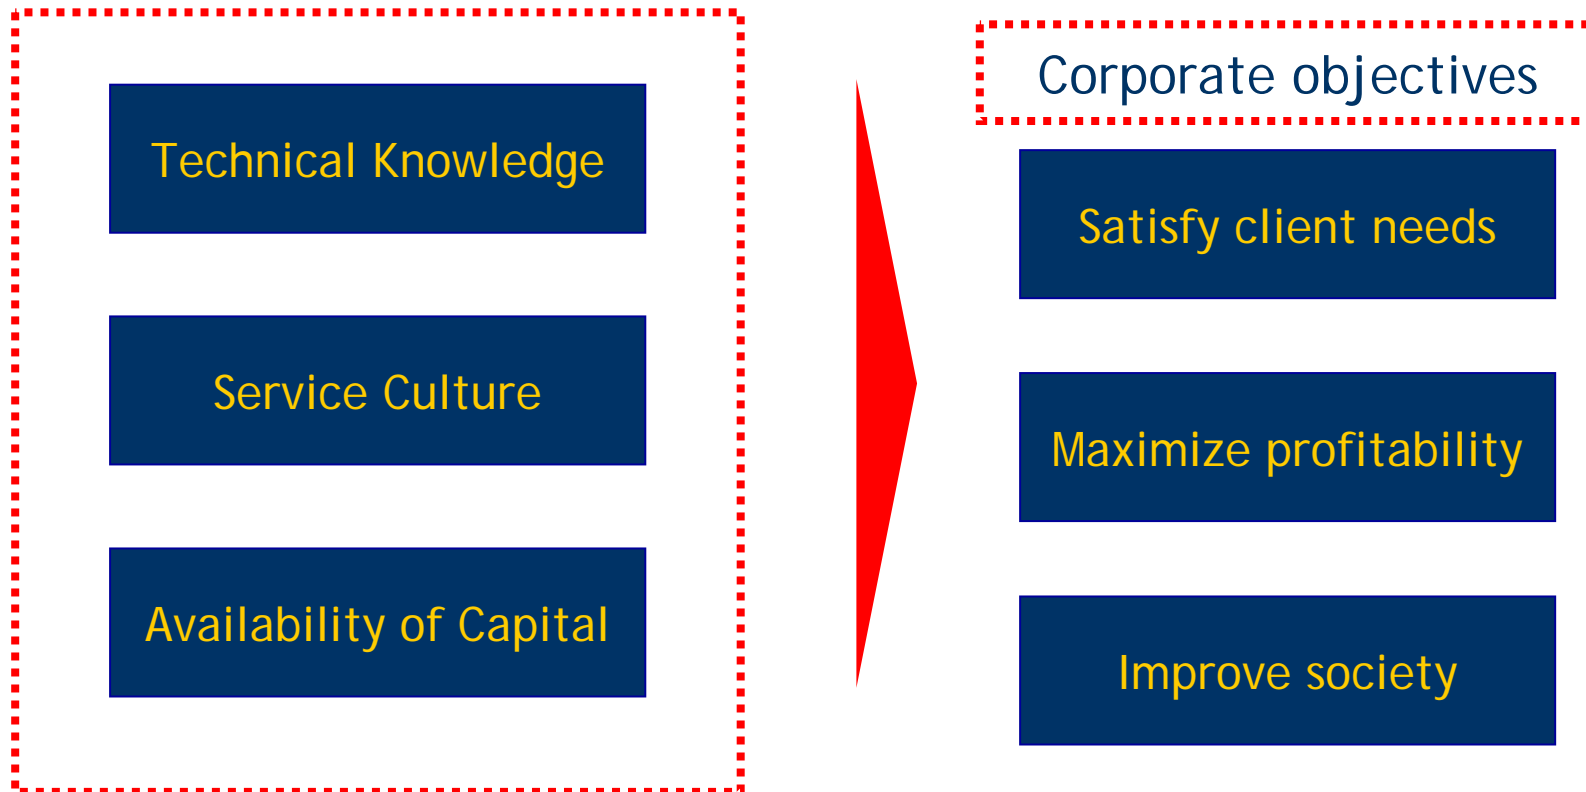 Technical Knowledge
Service Culture
Availability of Capital
Corporate objectives
Satisfy client needs
Maximize profitability
Improve society